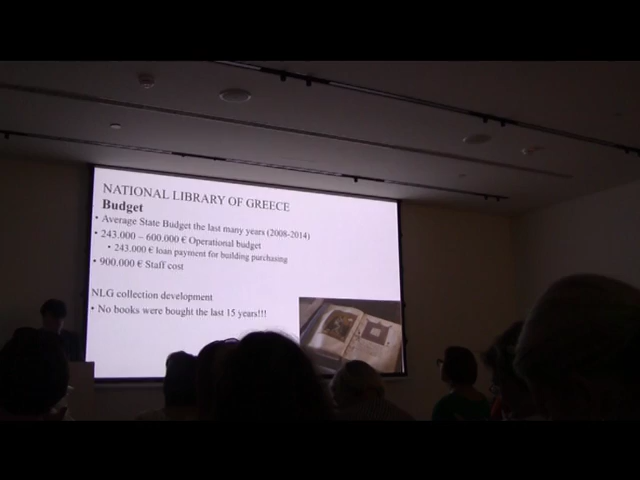 NATIONAL LIBRARY OF GREECE
Budget
• Average State Budget the last many years (2008-2014)
• 243.000 – 600.000 € Operational budget
• 243.000 € loan payment for building purchasing
• 900.000 € Staff cost
NLG collection development
• No books were bought the last 15 years!!!